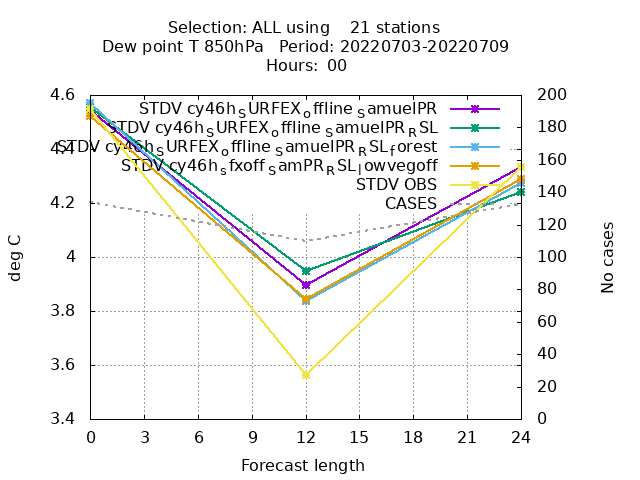 Selection: ALL using 21 stations
Dew point T 850hPa Period: 20220703-20220709
Hours: 00
4.6
4.4
4.2
4
3.8
3.6
3.4
deg C
200
180
160
140
120
100
80
60
40
20
0
No cases
STDV cy46h_SURFEX_offline_SamuelPR
STDV cy46h_SURFEX_offline_SamuelPR_RSL
STDV cy46h_SURFEX_offline_SamuelPR_RSL_forest
STDV cy46h_sfxoff_SamPR_RSL_lowvegoff
STDV OBS
CASES
0 3 6 9 12 15 18 21 24
Forecast length